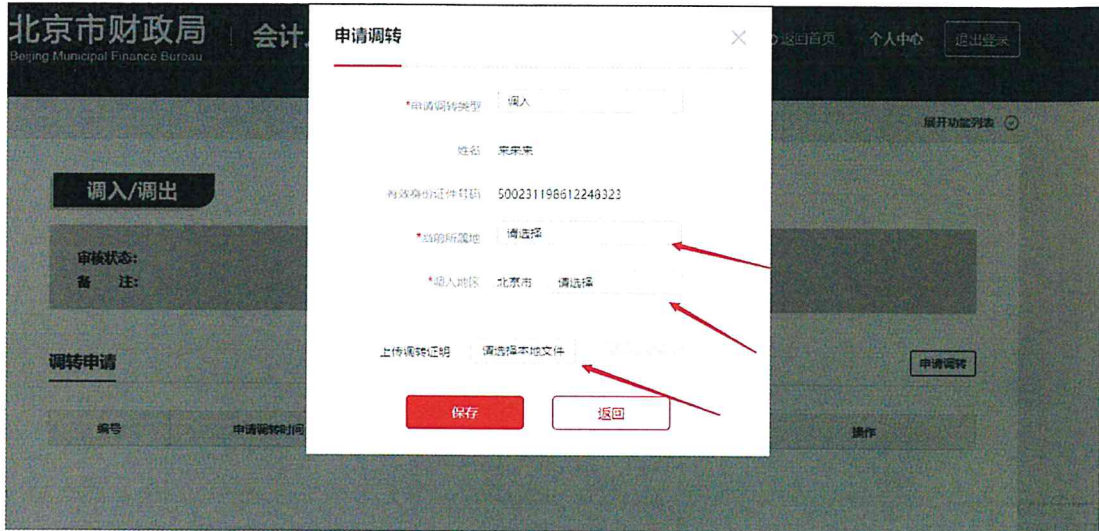 北京市财政局 会计人
Beijing Municipal Finance Bureau
返回首页 个人中心 退出登录
展开功能列表
调入/调出
审核状态：
备 注：
调转申请
申请调转
编号 申请调转时间 操作
申请调转
*申请调转类型 调入
姓名 来来来
有效身份证件号码 500231198612248323
*当前所属地 请选择
*调入地区 北京市 请选择
上传调转证明 请选择本地文件
保存 返回